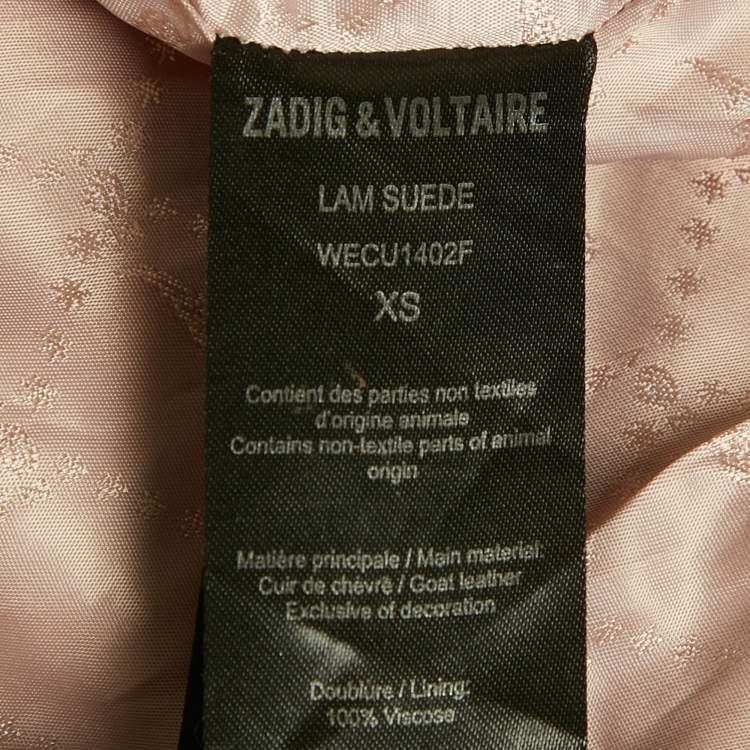 ZADIG & VOLTAIRE
LAM SUEDE
WECU1402F
XS
Contient des parties non textiles
d'origine animale
Contains non-textile parts of animal
origin
Matière principale / Main material:
Cuir de chèvre / Goat leather
Exclusive of decoration
Doublure / Lining:
100% Viscose